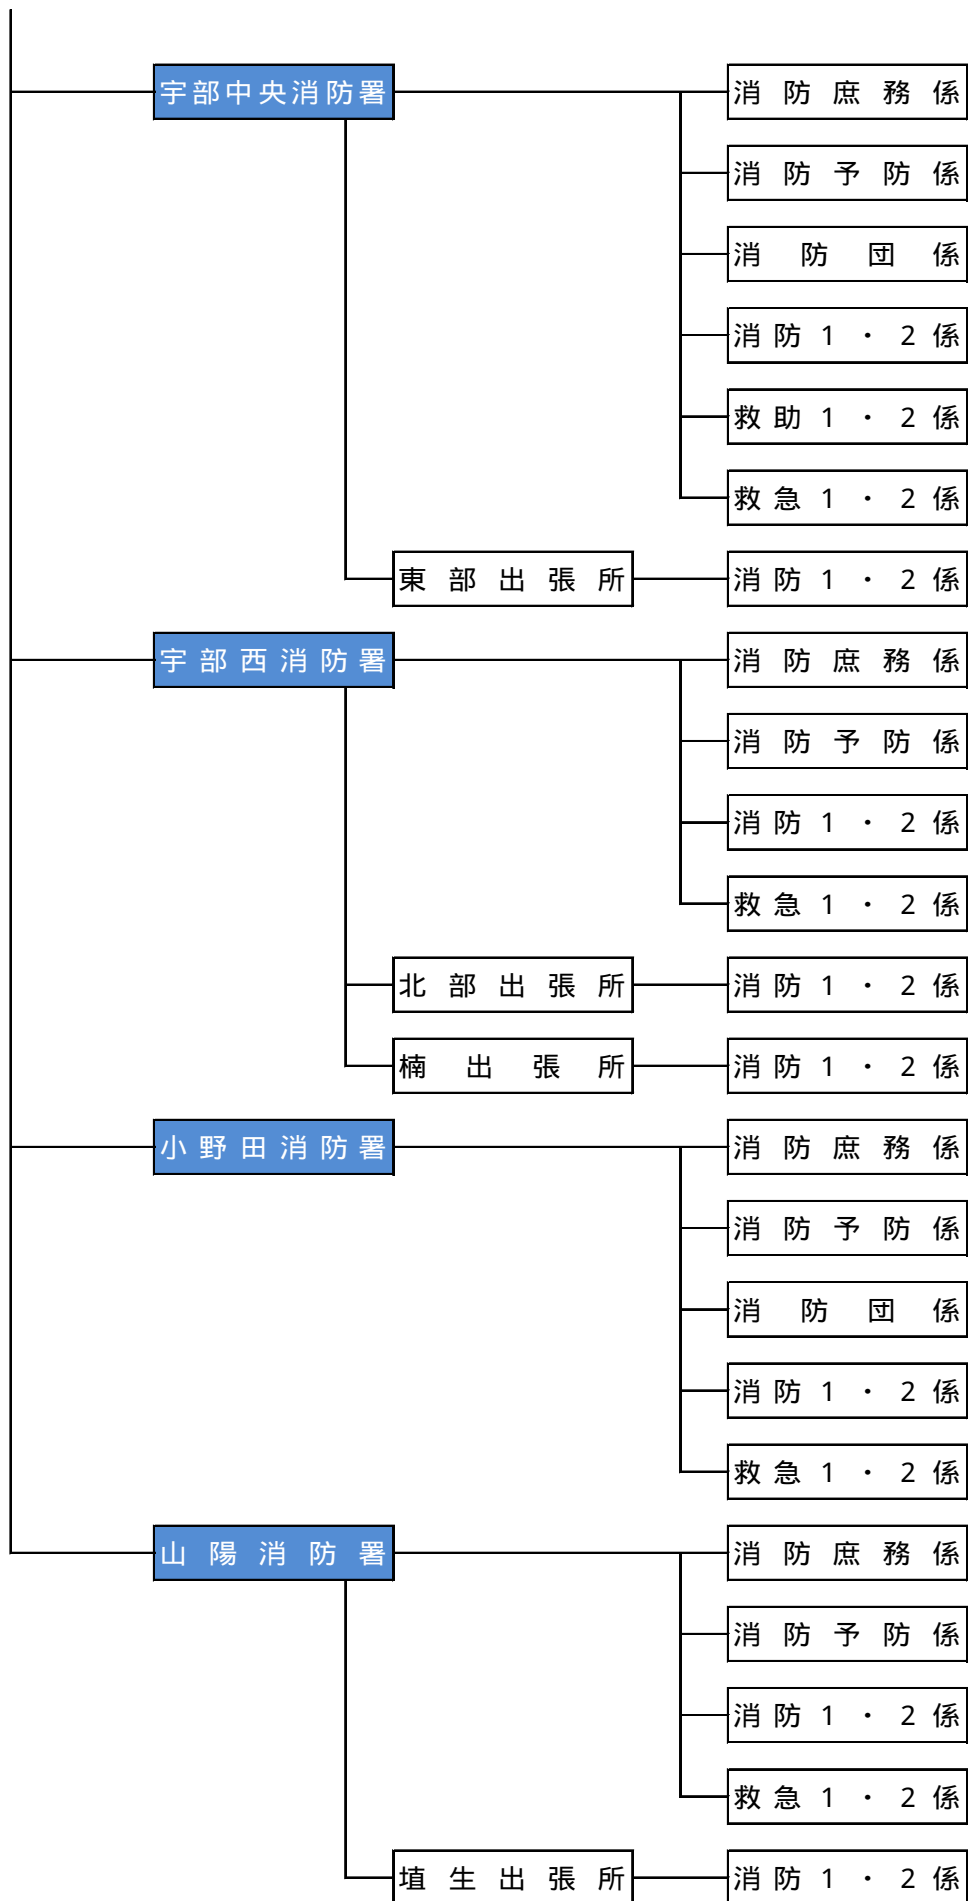 宇部中央消防署 消防庶務係
消防予防係
消防団係
消防1・2係
救助1・2係
救急1・2係
東部出張所 消防1・2係
宇部西消防署 消防庶務係
消防予防係
消防1・2係
救急1・2係
北部出張所 消防1・2係
楠出張所 消防1・2係
小野田消防署 消防庶務係
消防予防係
消防団係
消防1・2係
救急1・2係
山陽消防署 消防庶務係
消防予防係
消防1・2係
救急1・2係
埴生出張所 消防1・2係